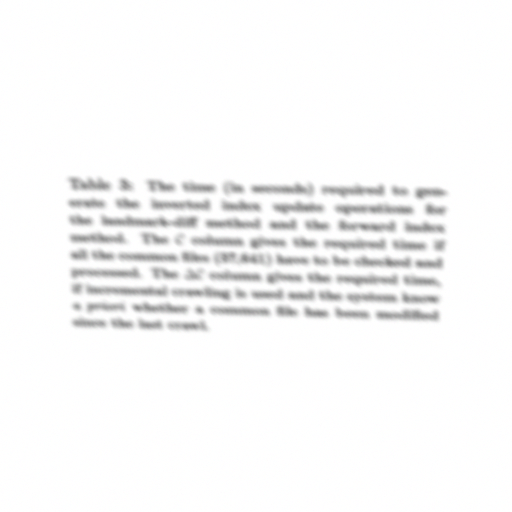 Table 3: The time (in seconds) required to gen-
erate the inverted index update operations for
the landmark-diff method and the forward index
method. The C column gives the required time if
all the common files (37,641) have to be checked and
processed. The column gives the required time,
if incremental crawling is used and the system know
a priori whether a common file has been modified
since the last crawl.